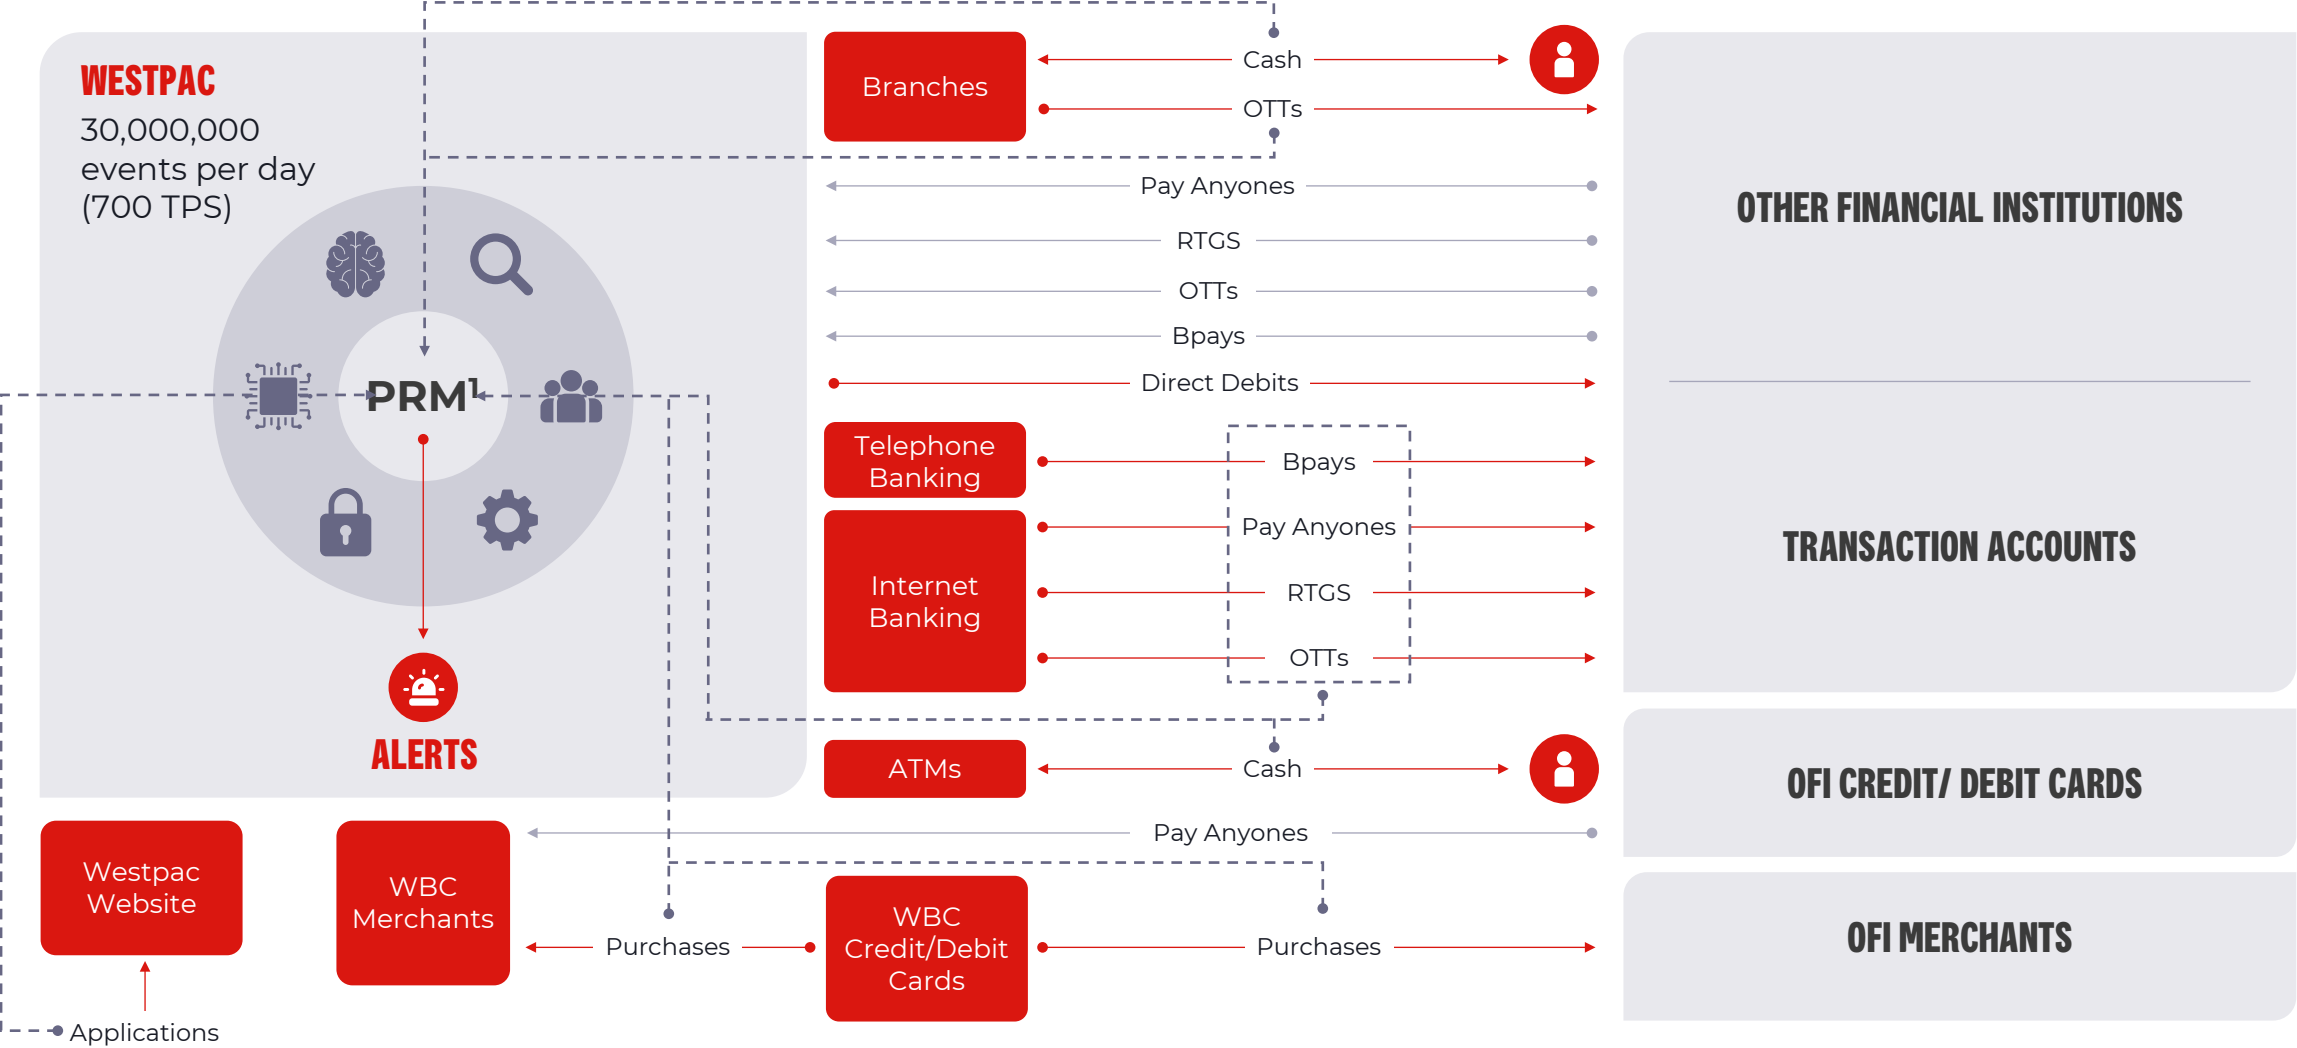 WESTPAC
30,000,000
events per day
(700 TPS)
PRM¹
ALERTS
Westpac
Website
Applications
WBC
Merchants
Branches
Cash
OTTs
Pay Anyones
RTGS
OTTs
Bpays
Direct Debits
Telephone
Banking
Bpays
Internet
Banking
Pay Anyones
RTGS
OTTs
ATMs
Cash
Pay Anyones
Purchases
WBC
Credit/Debit
Cards
Purchases
OTHER FINANCIAL INSTITUTIONS
TRANSACTION ACCOUNTS
OFI CREDIT/ DEBIT CARDS
OFI MERCHANTS